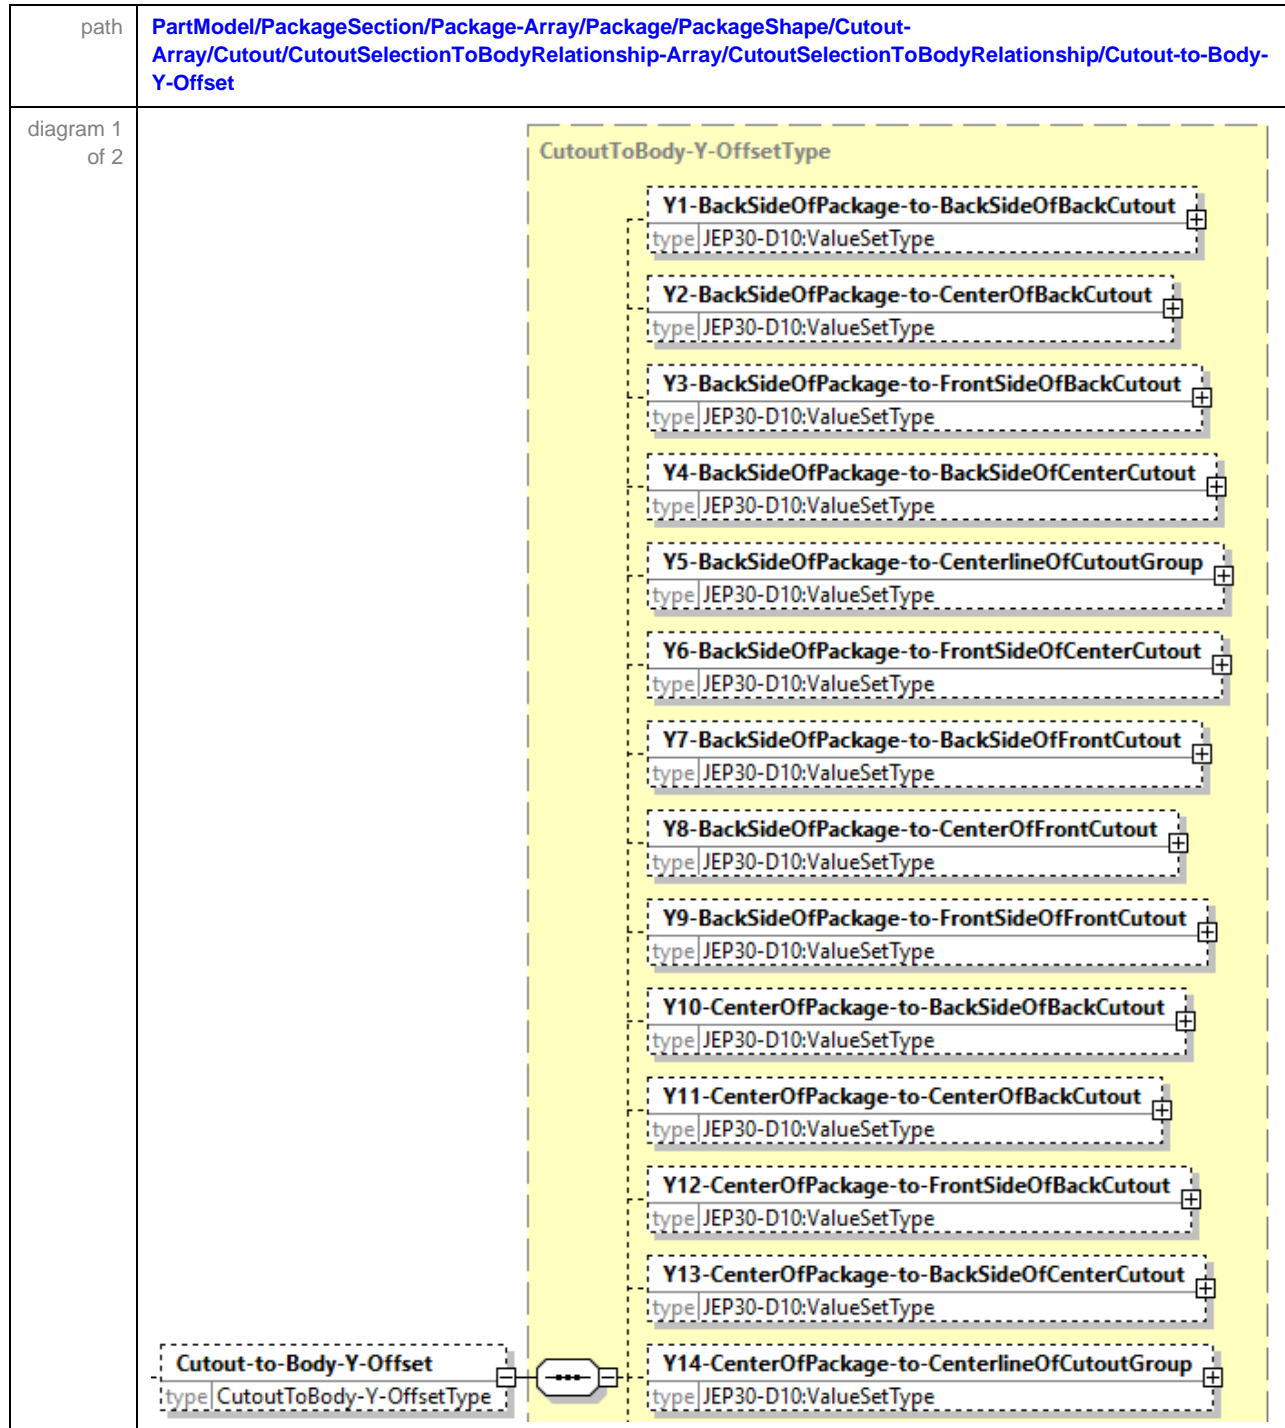 path
PartModel/PackageSection/Package-Array/Package/PackageShape/Cutout-
Array/Cutout/CutoutSelectionToBodyRelationship-Array/CutoutSelectionToBodyRelationship/Cutout-to-Body-
Y-Offset
diagram 1
of 2
CutoutToBody-Y-OffsetType
Y1-BackSideOfPackage-to-BackSideOfBackCutout
type JEP30-D10:ValueSetType
Y2-BackSideOfPackage-to-CenterOfBackCutout
type JEP30-D10:ValueSetType
Y3-BackSideOfPackage-to-FrontSideOfBackCutout
type JEP30-D10:ValueSetType
Y4-BackSideOfPackage-to-BackSideOfCenterCutout
type JEP30-D10:ValueSetType
Y5-BackSideOfPackage-to-CenterlineOfCutoutGroup
type JEP30-D10:ValueSetType
Y6-BackSideOfPackage-to-FrontSideOfCenterCutout
type JEP30-D10:ValueSetType
Y7-BackSideOfPackage-to-BackSideOfFrontCutout
type JEP30-D10:ValueSetType
Y8-BackSideOfPackage-to-CenterOfFrontCutout
type JEP30-D10:ValueSetType
Y9-BackSideOfPackage-to-FrontSideOfFrontCutout
type JEP30-D10:ValueSetType
Y10-CenterOfPackage-to-BackSideOfBackCutout
type JEP30-D10:ValueSetType
Y11-CenterOfPackage-to-CenterOfBackCutout
type JEP30-D10:ValueSetType
Y12-CenterOfPackage-to-FrontSideOfBackCutout
type JEP30-D10:ValueSetType
Y13-CenterOfPackage-to-BackSideOfCenterCutout
type JEP30-D10:ValueSetType
Cutout-to-Body-Y-Offset
type CutoutToBody-Y-OffsetType
Y14-CenterOfPackage-to-CenterlineOfCutoutGroup
type JEP30-D10:ValueSetType